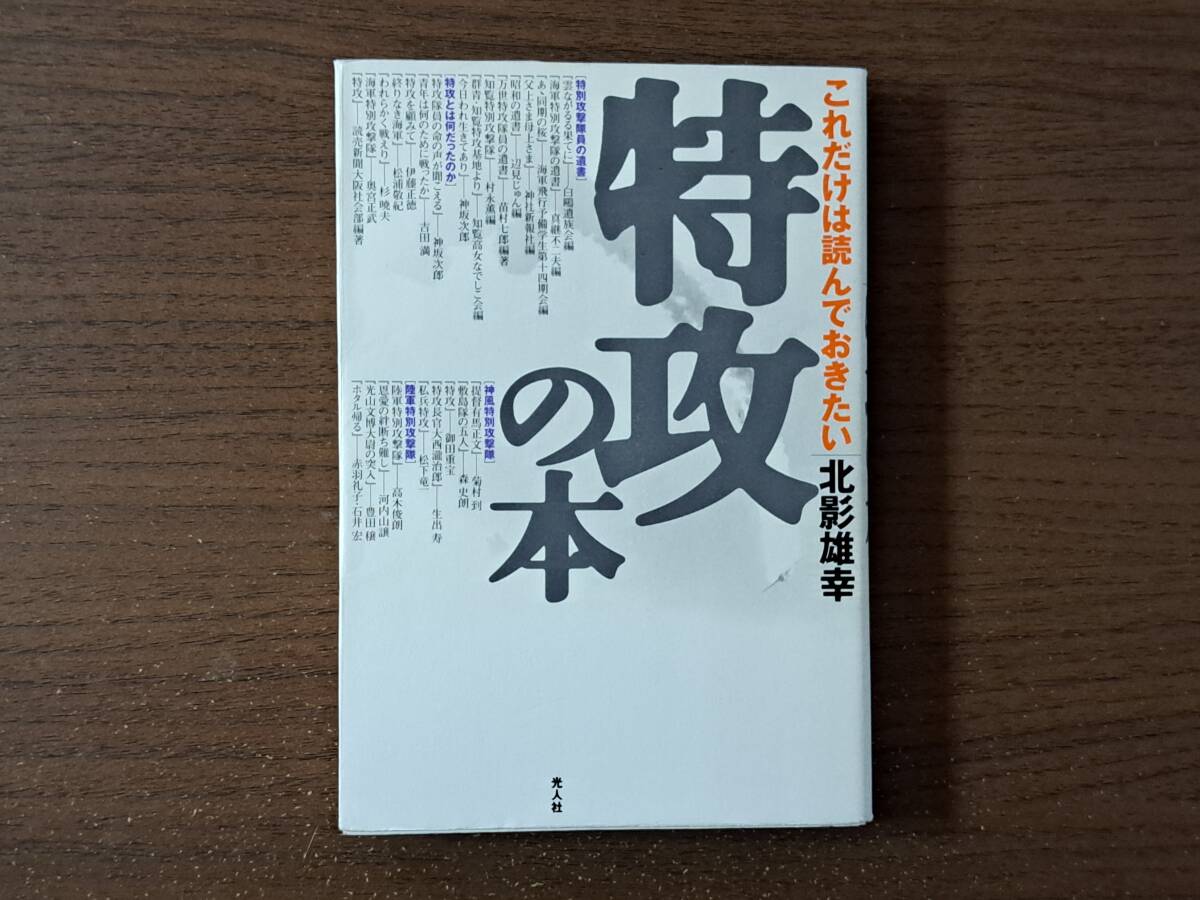 これだけは読んでおきたい
北影雄幸
特攻
の本
[特別攻撃隊員の遺書]
『雲ながるる果てに』――白鷗遺族会編
『海軍特別攻撃隊の遺書』――真継不二夫編
『あゝ同期の桜』――海軍飛行予備学生第十四期会編
『父上さま母上さま』――神社新報社編
『昭和の遺書』――辺見じゅん編
『万世特攻隊員の遺書』――苗村七郎編著
『知覧特別攻撃隊』――村永薫編
『群青・知覧特攻基地より』――知覧高女なでしこ会編
『今日われ生きてあり』――神坂次郎
[特攻とは何だったのか]
『特攻隊員の命の声が聞こえる』――神坂次郎
『青年は何のために戦ったか』――吉田 満
『特攻を顧みて』――伊藤正徳
『終りなき海軍』――松浦敬紀
『われらかく戦えり』――杉 暁夫
『海軍特別攻撃隊』――奥宮正武
『特攻』――読売新聞大阪社会部編著
[神風特別攻撃隊]
『提督有馬正文』――菊村 到
『敷島隊の五人』――森 史朗
『特攻』――御田重宝
『特攻長官大西瀧治郎』――生出 寿
『私兵特攻』――松下竜一
[陸軍特別攻撃隊]
『陸軍特別攻撃隊』――高木俊朗
『恩愛の絆断ち難し』――河内山譲
『光山文博大尉の突入』――豊田 穣
『ホタル帰る』――赤羽礼子・石井 宏
光人社